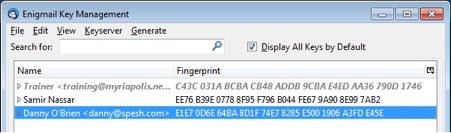 Enigmail Key Management
File Edit View Keyserver Generate
Search for: Display All Keys by Default
Name Fingerprint
Trainer <training@myriapolis.ne... C43C 031A BCBA CB48 ADDB 9CBA E4ED AA36 790D 1746
Samir Nassar EE76 B39E 0778 8F95 F796 B044 FE67 9A90 8E99 7AB2
Danny O'Brien <danny@spesh.com> E1E7 0D6E 64BA 8D1F 74E7 8285 E500 1906 A3FD E45E